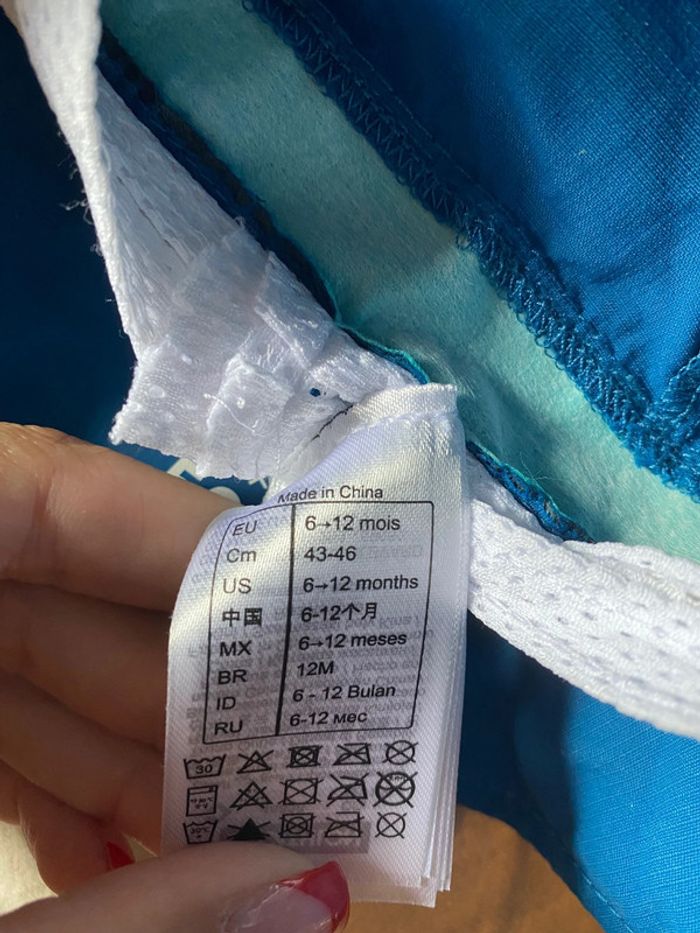 Made in China
EU 6→12 mois
Cm 43-46
US 6→12 months
中国 6-12个月
MX 6→12 meses
BR 12M
ID 6 - 12 Bulan
RU 6-12 мес
30